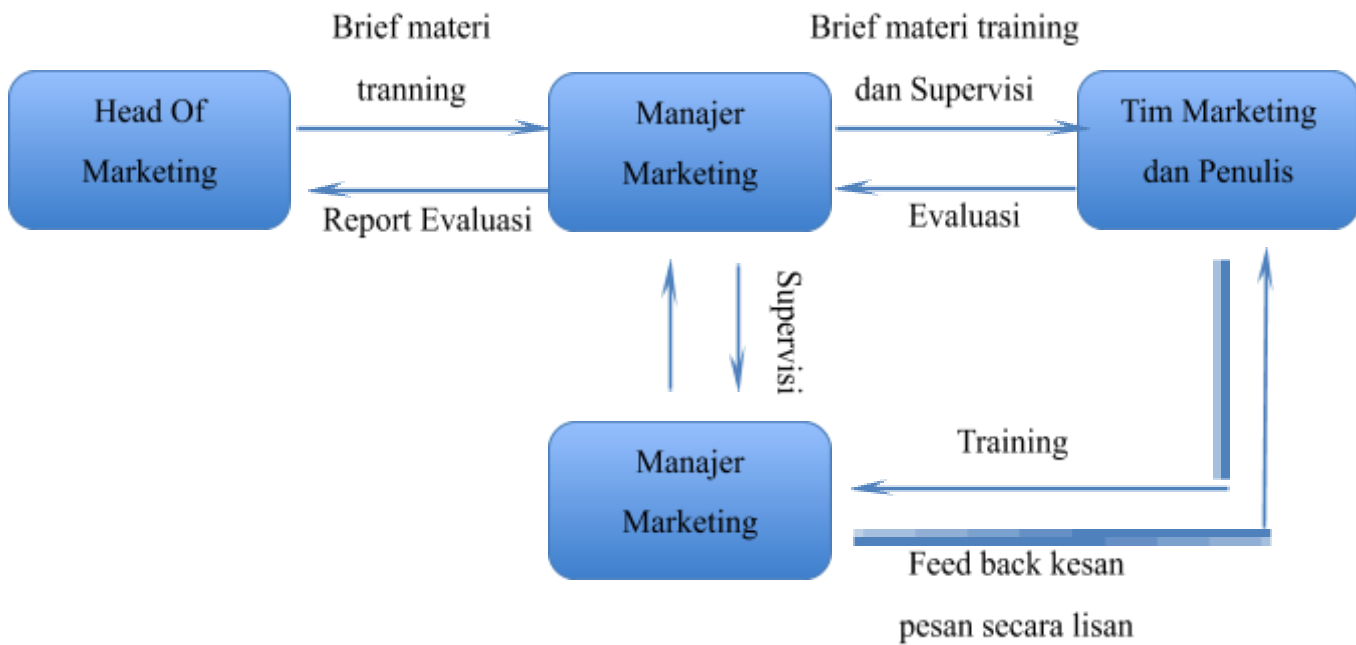 Brief materi
tranning
Brief materi training
dan Supervisi
Head Of
Marketing
Manajer
Marketing
Tim Marketing
dan Penulis
Report Evaluasi
Evaluasi
Supervisi
Manajer
Marketing
Training
Feed back kesan
pesan secara lisan